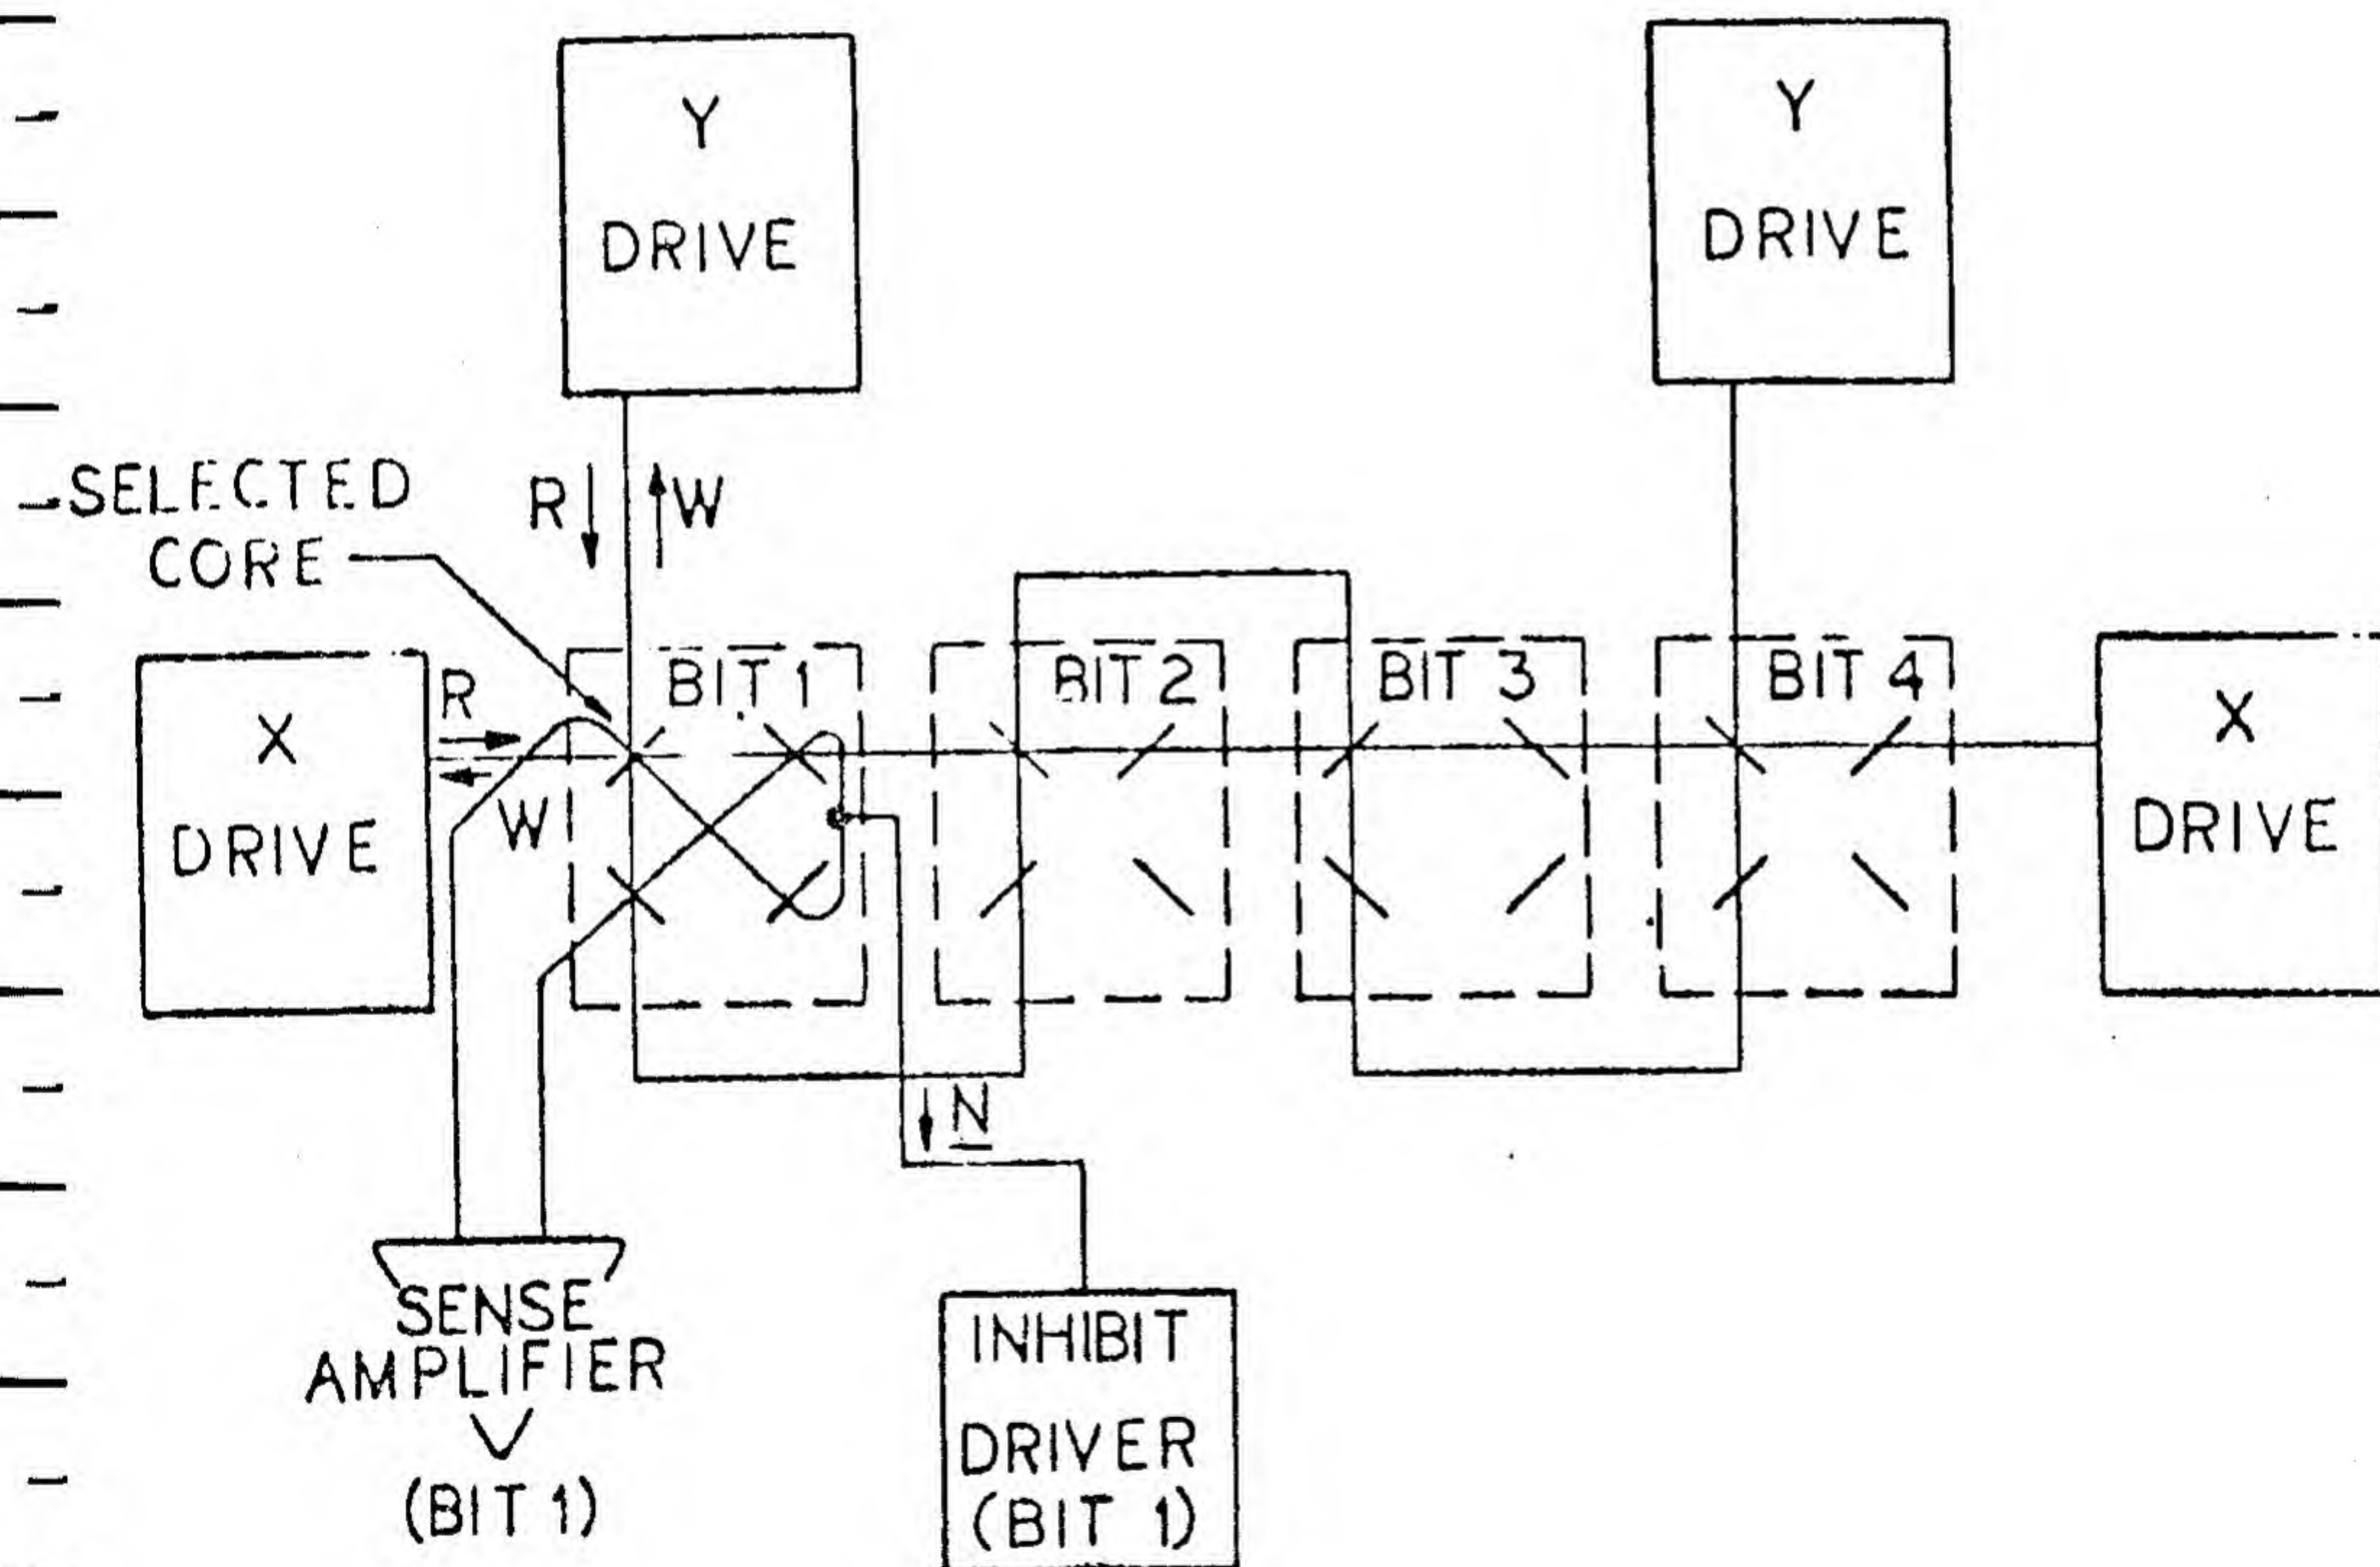 Y
DRIVE
Y
DRIVE
SELECTED
CORE
R
W
BIT 1
BIT 2
BIT 3
BIT 4
R
W
X
DRIVE
X
DRIVE
N
SENSE
AMPLIFIER
(BIT 1)
INHIBIT
DRIVER
(BIT 1)